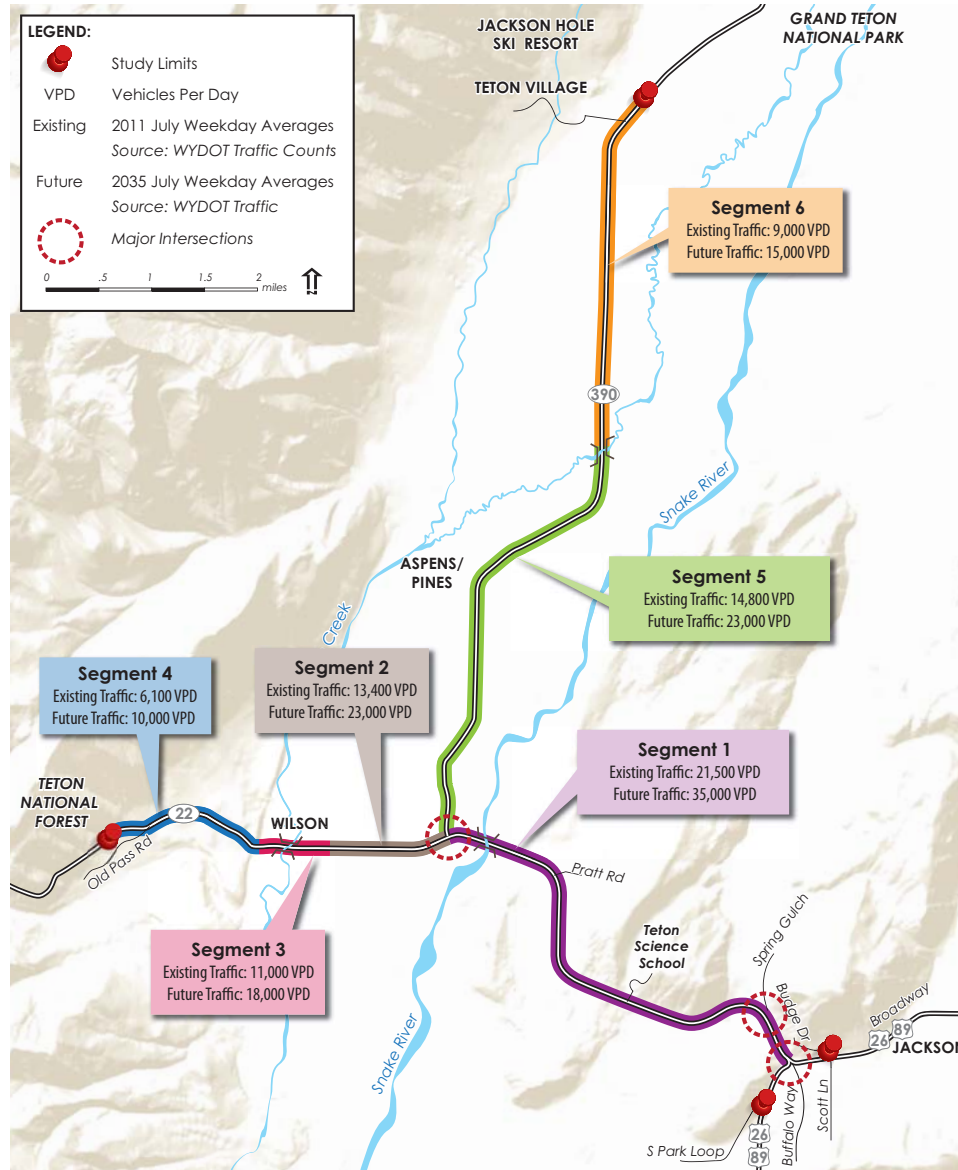 LEGEND:
Study Limits
VPD Vehicles Per Day
Existing 2011 July Weekday Averages
Source: WYDOT Traffic Counts
Future 2035 July Weekday Averages
Source: WYDOT Traffic
Major Intersections
0 .5 1 1.5 2
miles
N
JACKSON HOLE
SKI RESORT
TETON VILLAGE
GRAND TETON
NATIONAL PARK
Segment 6
Existing Traffic: 9,000 VPD
Future Traffic: 15,000 VPD
390
Snake River
ASPENS/
PINES
Segment 5
Existing Traffic: 14,800 VPD
Future Traffic: 23,000 VPD
Creek
Segment 2
Existing Traffic: 13,400 VPD
Future Traffic: 23,000 VPD
Segment 4
Existing Traffic: 6,100 VPD
Future Traffic: 10,000 VPD
Segment 1
Existing Traffic: 21,500 VPD
Future Traffic: 35,000 VPD
TETON
NATIONAL
FOREST
22
WILSON
Old Pass Rd
Pratt Rd
Segment 3
Existing Traffic: 11,000 VPD
Future Traffic: 18,000 VPD
Teton
Science
School
Spring Gulch
Budge Dr
Broadway
26 89
JACKSON
Snake River
S Park Loop
26
89
Buffalo Way
Scott Ln